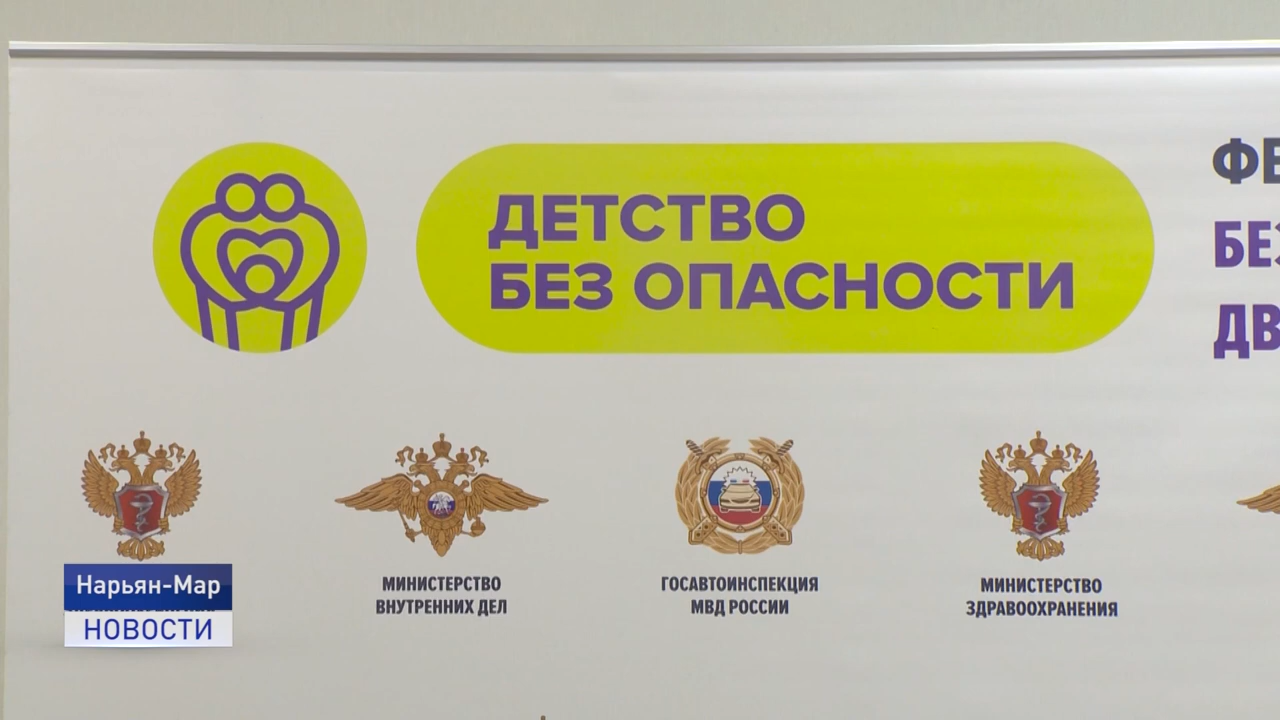 ДЕТСТВО
БЕЗ ОПАСНОСТИ
МИНИСТЕРСТВО
ВНУТРЕННИХ ДЕЛ
ГОСАВТОИНСПЕКЦИЯ
МВД РОССИИ
МИНИСТЕРСТВО
ЗДРАВООХРАНЕНИЯ
Нарьян-Мар
НОВОСТИ